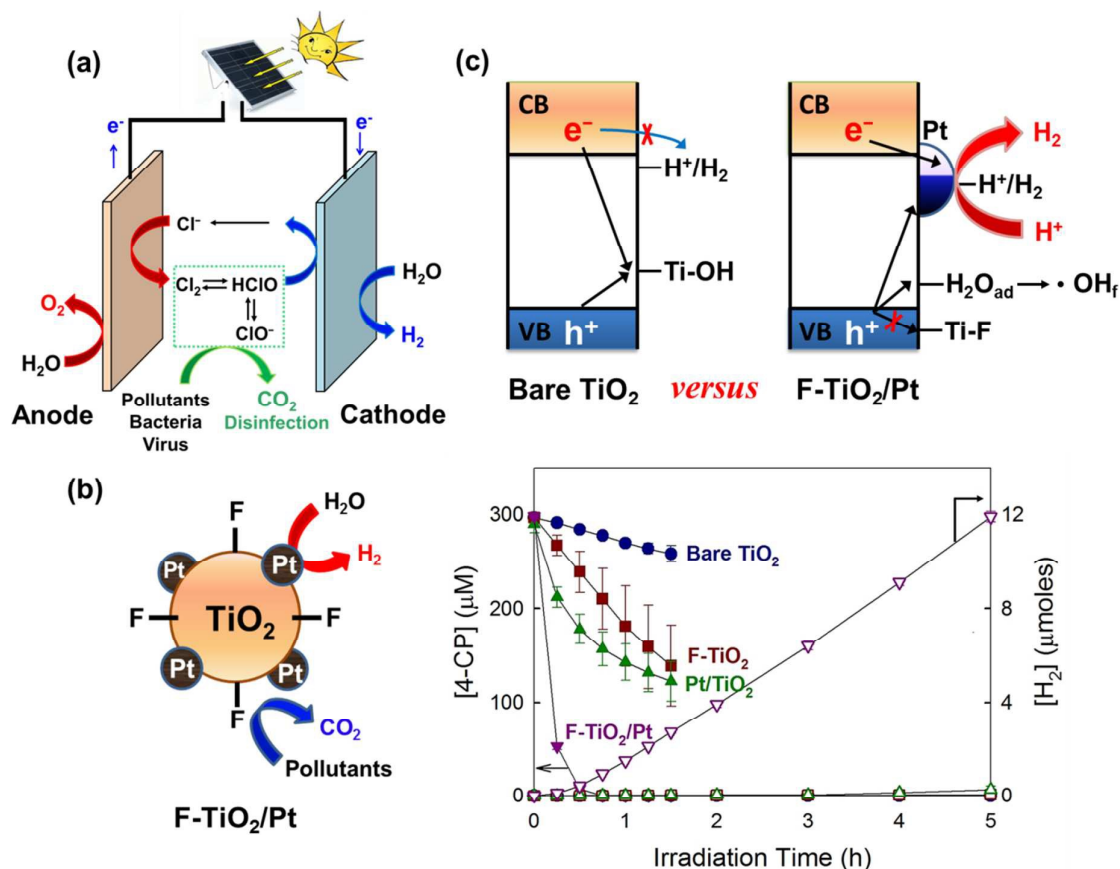 (a)
e⁻
e⁻
Cl⁻
Cl₂ ⇌ HClO
ClO⁻
O₂
H₂O
H₂O
H₂
Anode
Pollutants
Bacteria
Virus
CO₂
Disinfection
Cathode
(c)
CB
e⁻
H⁺/H₂
Ti-OH
VB h⁺
Bare TiO₂
versus
CB
e⁻
Pt
H₂
H⁺/H₂
H⁺
H₂Oad → • OHf
VB h⁺
Ti-F
F-TiO₂/Pt
(b)
F
H₂O
H₂
Pt
Pt
F
TiO₂
F
Pt
Pt
F
CO₂
Pollutants
F-TiO₂/Pt
[4-CP] (μM)
300
200
100
0
Bare TiO₂
F-TiO₂
Pt/TiO₂
F-TiO₂/Pt
12
8
4
0
[H₂] (μmoles)
0 1 2 3 4 5
Irradiation Time (h)